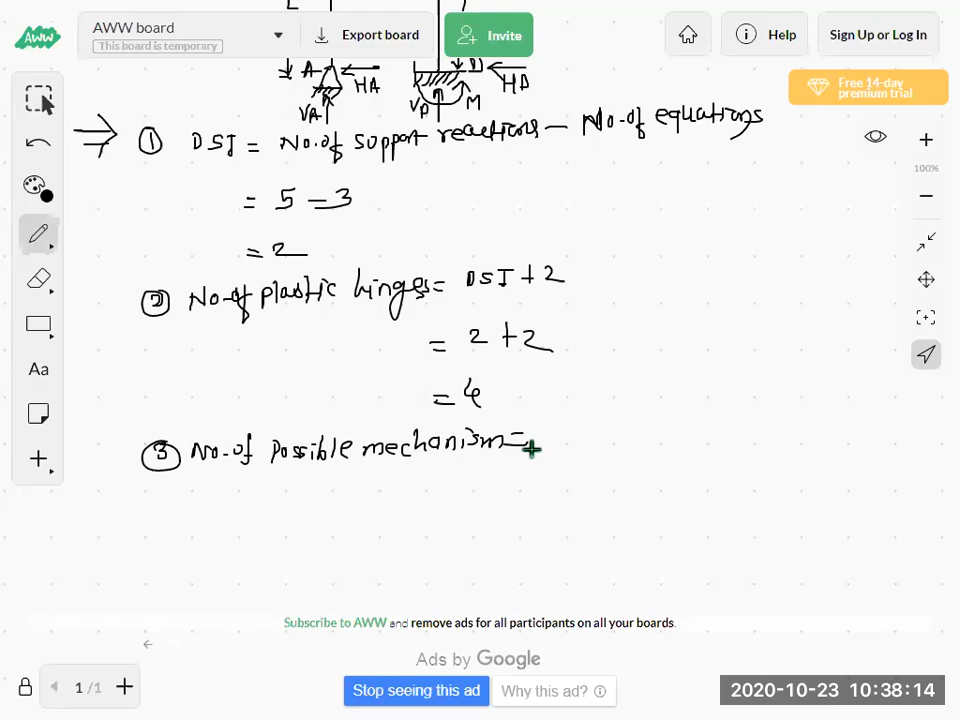 AWW
AWW board
This board is temporary
Export board
Invite
Help
Sign Up or Log In
Free 14-day
premium trial
A HA D HD
VA VD M
① DSI = No. of support reactions - No. of equations
= 5 - 3
= 2
② No. of plastic hinges = DSI + 2
= 2 + 2
= 4
③ No. of possible mechanism =
100%
Aa
Subscribe to AWW and remove ads for all participants on all your boards.
Ads by Google
Stop seeing this ad Why this ad?
1 / 1
2020-10-23 10:38:14